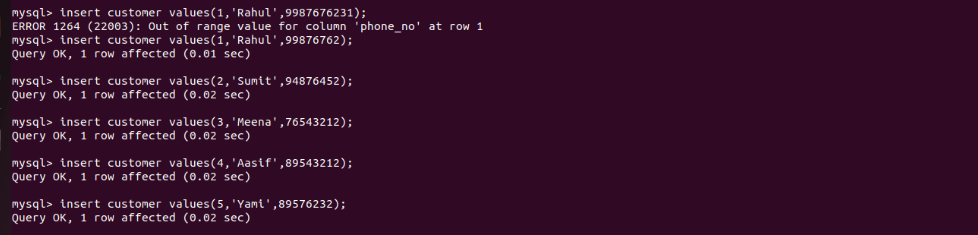 mysql> insert customer values(1,'Rahul',9987676231);
ERROR 1264 (22003): Out of range value for column 'phone_no' at row 1
mysql> insert customer values(1,'Rahul',99876762);
Query OK, 1 row affected (0.01 sec)
mysql> insert customer values(2,'Sumit',94876452);
Query OK, 1 row affected (0.02 sec)
mysql> insert customer values(3,'Meena',76543212);
Query OK, 1 row affected (0.02 sec)
mysql> insert customer values(4,'Aasif',89543212);
Query OK, 1 row affected (0.02 sec)
mysql> insert customer values(5,'Yami',89576232);
Query OK, 1 row affected (0.02 sec)